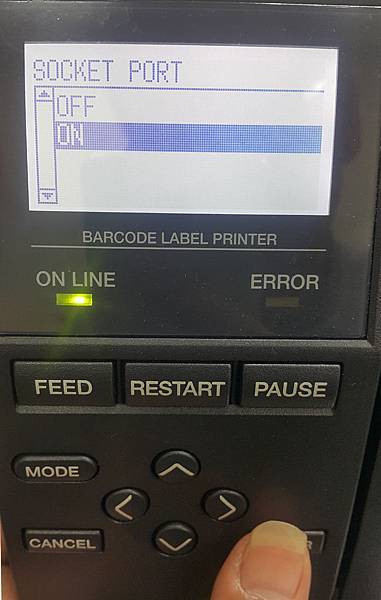 SOCKET PORT
OFF
ON
BARCODE LABEL PRINTER
ON LINE ERROR
FEED RESTART PAUSE
MODE
CANCEL